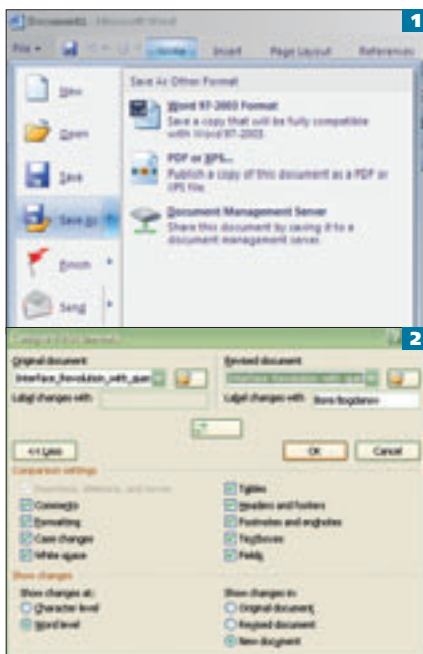 1
Document1 - Microsoft Word
File
Home Insert Page Layout References
New
Open
Save
Save As
Finish
Send
Save As Other Format
Word 97-2003 Format
Save a copy that will be fully compatible
with Word 97-2003.
PDF or XPS...
Publish a copy of this document as a PDF or
XPS file.
Document Management Server
Share this document by saving it to a
document management server.
2
Original document
Revised document
Label changes with
Label changes with
<< Less
OK Cancel
Comparison settings
Comments
Formatting
Case changes
White space
Tables
Headers and footers
Footnotes and endnotes
Textboxes
Fields
Show changes
Show changes at:
Character level
Word level
Show changes in:
Original document
Revised document
New document